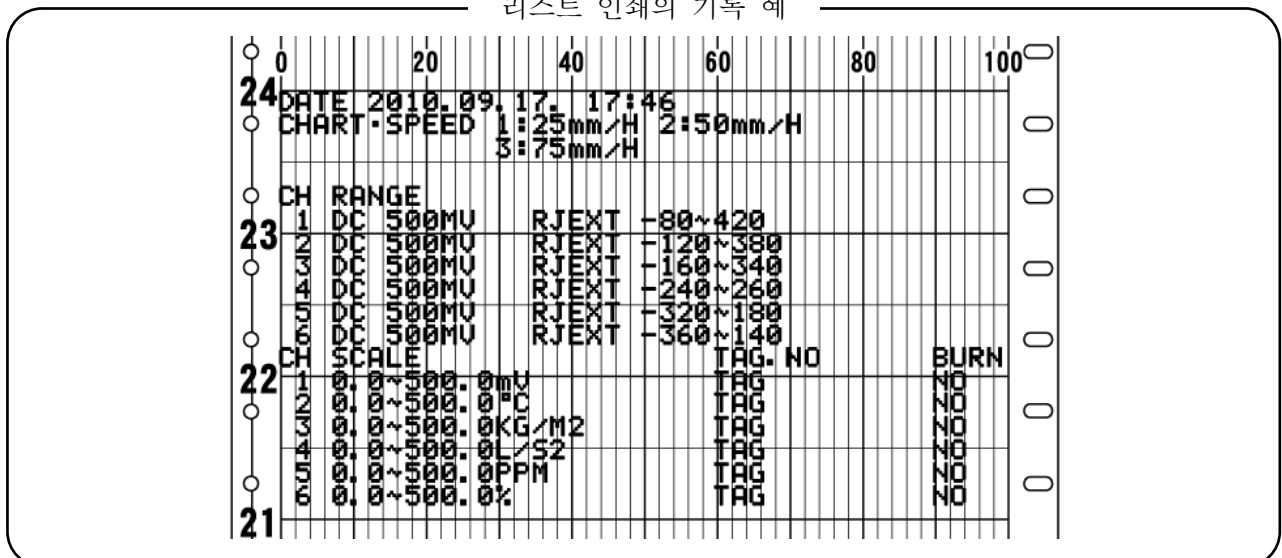 리스트 인쇄의 기록 예
0 20 40 60 80 100
24
DATE 2010.09.17. 17:46
CHART·SPEED 1:25mm/H 2:50mm/H
3:75mm/H
CH RANGE
1 DC 500MV RJEXT -80~420
23
2 DC 500MV RJEXT -120~380
3 DC 500MV RJEXT -160~340
4 DC 500MV RJEXT -240~260
5 DC 500MV RJEXT -320~180
6 DC 500MV RJEXT -360~140
CH SCALE TAG.NO BURN
22
1 0.0~500.0mV TAG NO
2 0.0~500.0°C TAG NO
3 0.0~500.0KG/M2 TAG NO
4 0.0~500.0L/S2 TAG NO
5 0.0~500.0PPM TAG NO
6 0.0~500.0% TAG NO
21